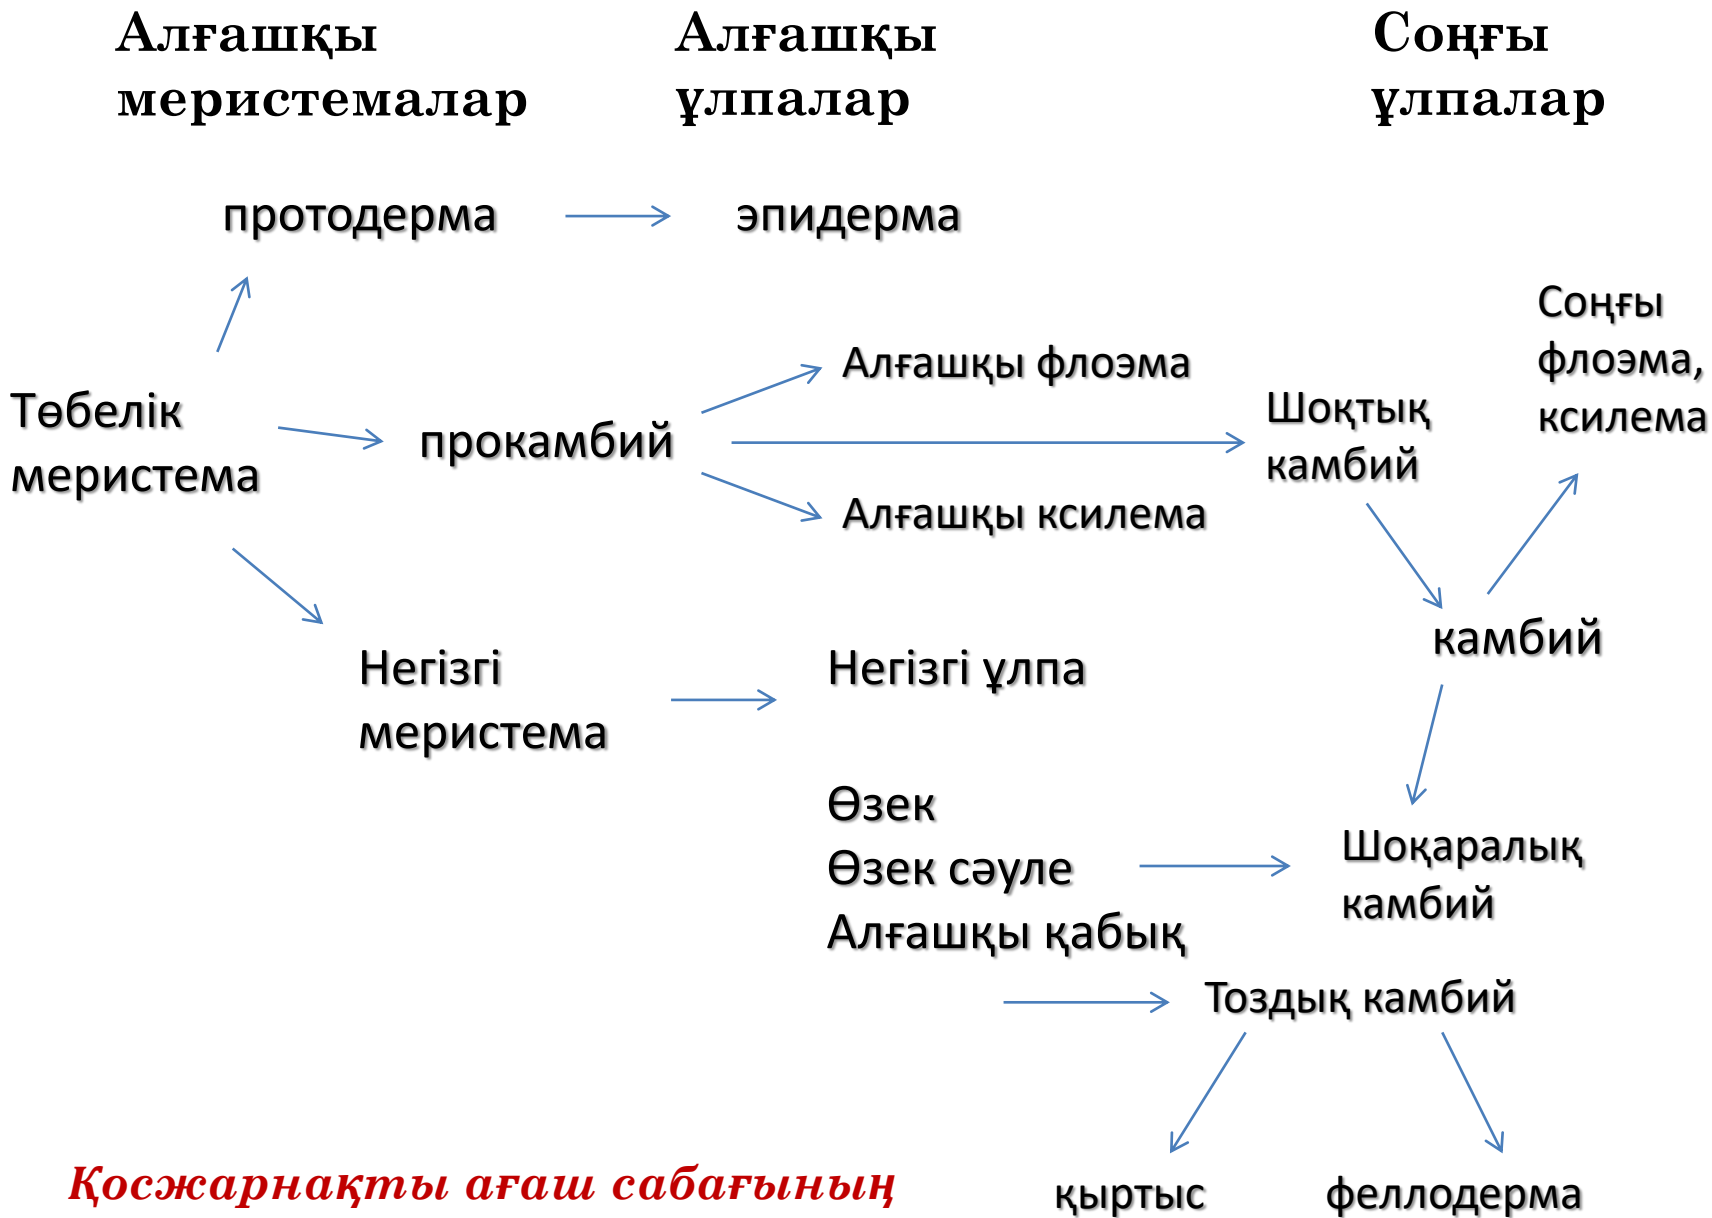 Алғашқы
меристемалар
Алғашқы
ұлпалар
Соңғы
ұлпалар
протодерма
эпидерма
Төбелік
меристема
прокамбий
Алғашқы флоэма
Алғашқы ксилема
Шоқтық
камбий
Соңғы
флоэма,
ксилема
камбий
Негізгі
меристема
Негізгі ұлпа
Өзек
Өзек сәуле
Алғашқы қабық
Шоқаралық
камбий
Тоздық камбий
қыртыс
феллодерма
Қосжарнақты ағаш сабағының